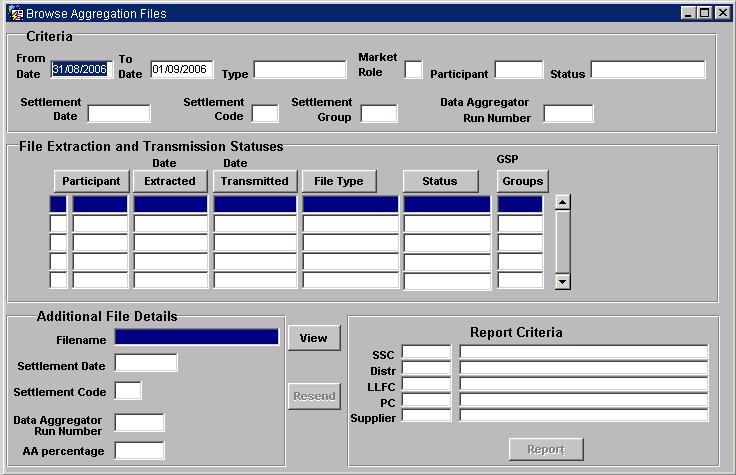 Browse Aggregation Files
Criteria
From Date 31/08/2006 To Date 01/09/2006 Type Market Role Participant Status
Settlement Date Settlement Code Settlement Group Data Aggregator Run Number
File Extraction and Transmission Statuses
Date Date GSP
Participant Extracted Transmitted File Type Status Groups
Additional File Details
Filename
Settlement Date
Settlement Code
Data Aggregator
Run Number
AA percentage
View
Resend
Report Criteria
SSC
Distr
LLFC
PC
Supplier
Report